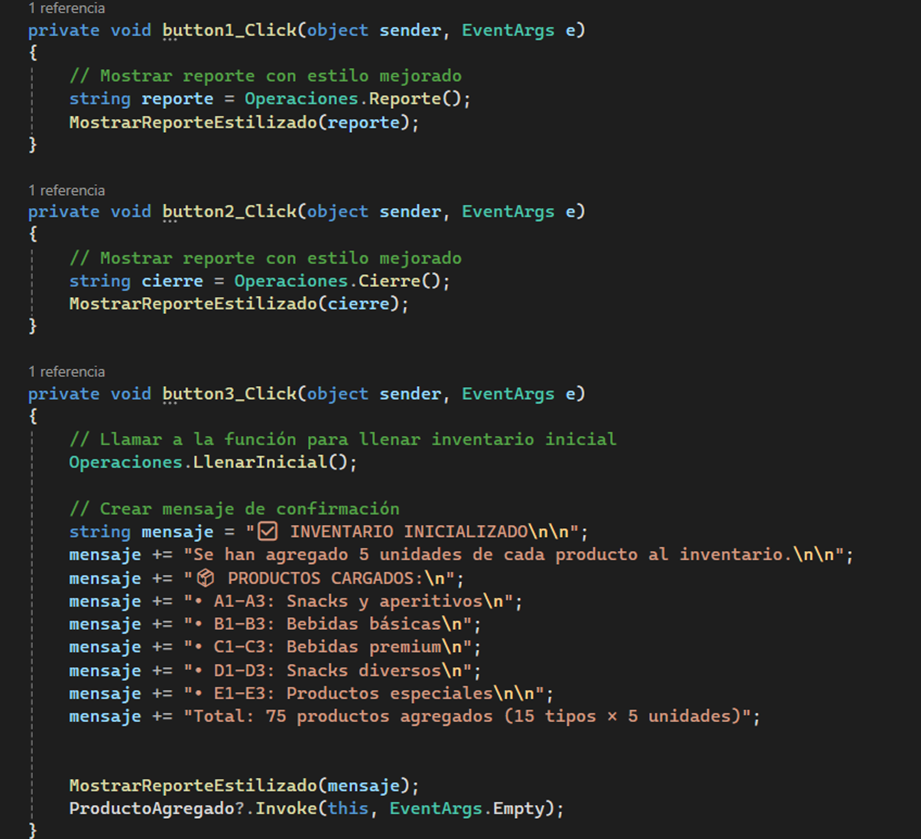 1 referencia
private void button1_Click(object sender, EventArgs e)
{
// Mostrar reporte con estilo mejorado
string reporte = Operaciones.Reporte();
MostrarReporteEstilizado(reporte);
}
1 referencia
private void button2_Click(object sender, EventArgs e)
{
// Mostrar reporte con estilo mejorado
string cierre = Operaciones.Cierre();
MostrarReporteEstilizado(cierre);
}
1 referencia
private void button3_Click(object sender, EventArgs e)
{
// Llamar a la función para llenar inventario inicial
Operaciones.LlenarInicial();
// Crear mensaje de confirmación
string mensaje = "☑ INVENTARIO INICIALIZADO\n\n";
mensaje += "Se han agregado 5 unidades de cada producto al inventario.\n\n";
mensaje += "📦 PRODUCTOS CARGADOS:\n";
mensaje += "• A1-A3: Snacks y aperitivos\n";
mensaje += "• B1-B3: Bebidas básicas\n";
mensaje += "• C1-C3: Bebidas premium\n";
mensaje += "• D1-D3: Snacks diversos\n";
mensaje += "• E1-E3: Productos especiales\n\n";
mensaje += "Total: 75 productos agregados (15 tipos × 5 unidades)";
MostrarReporteEstilizado(mensaje);
ProductoAgregado?.Invoke(this, EventArgs.Empty);
}